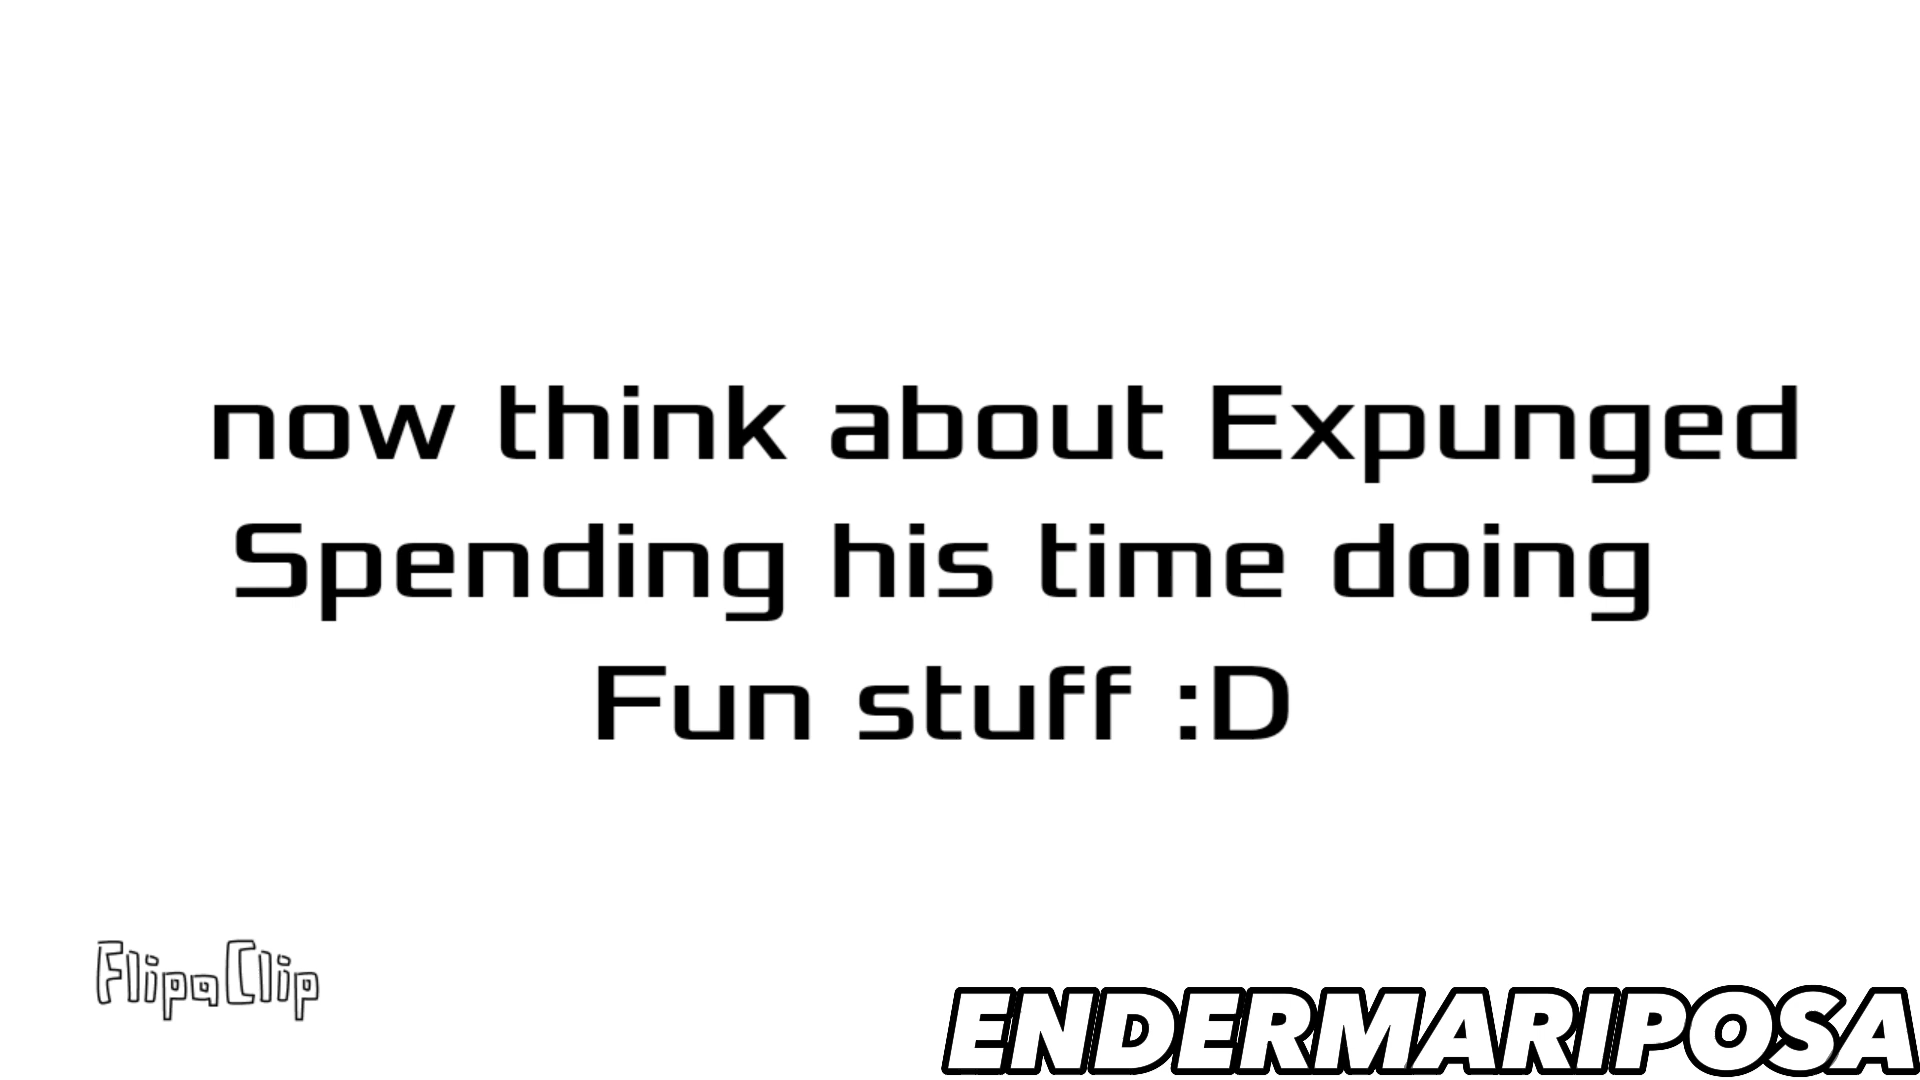 now think about Expunged
Spending his time doing
Fun stuff :D
FlipaClip
ENDERMARIPOSA